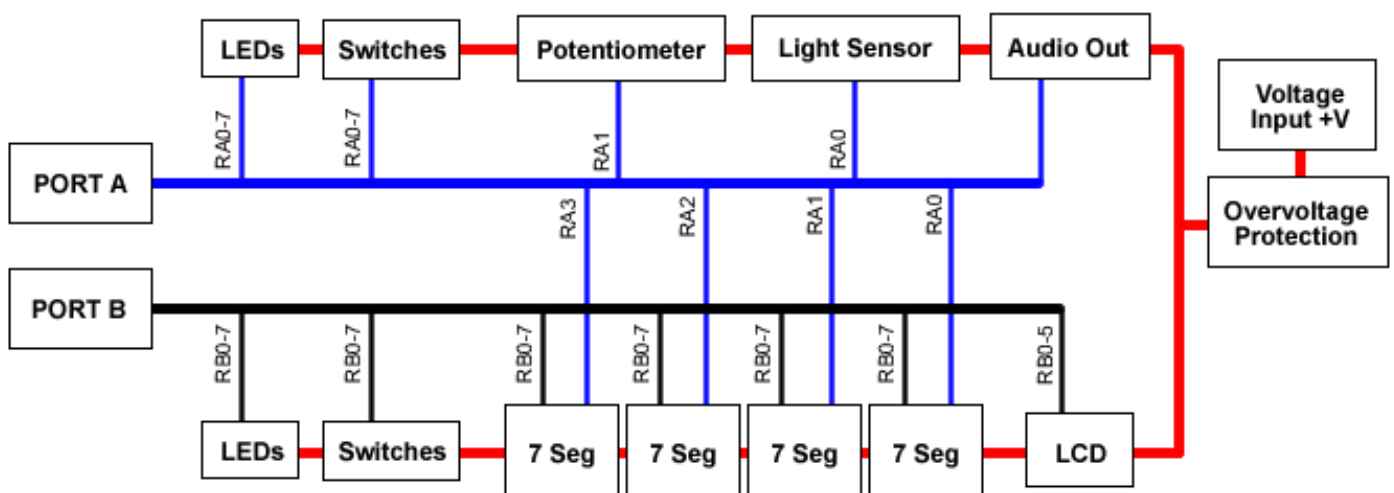 LEDs
Switches
Potentiometer
Light Sensor
Audio Out
Voltage
Input +V
RA0-7
RA0-7
RA1
RA0
PORT A
Overvoltage
Protection
RA3
RA2
RA1
RA0
PORT B
RB0-7
RB0-7
RB0-7
RB0-7
RB0-7
RB0-7
RB0-5
LEDs
Switches
7 Seg
7 Seg
7 Seg
7 Seg
LCD